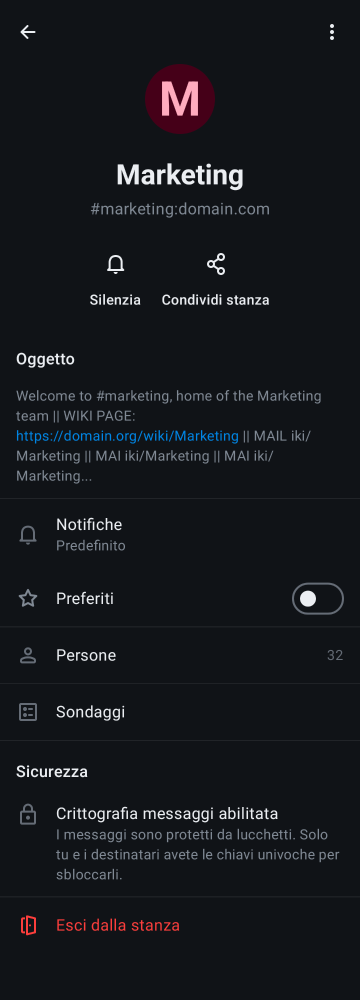 M
Marketing
#marketing:domain.com
Silenzia
Condividi stanza
Oggetto
Welcome to #marketing, home of the Marketing
team || WIKI PAGE:
https://domain.org/wiki/Marketing || MAIL iki/
Marketing || MAI iki/Marketing || MAI iki/
Marketing...
Notifiche
Predefinito
Preferiti
Persone 32
Sondaggi
Sicurezza
Crittografia messaggi abilitata
I messaggi sono protetti da lucchetti. Solo
tu e i destinatari avete le chiavi univoche per
sbloccarli.
Esci dalla stanza